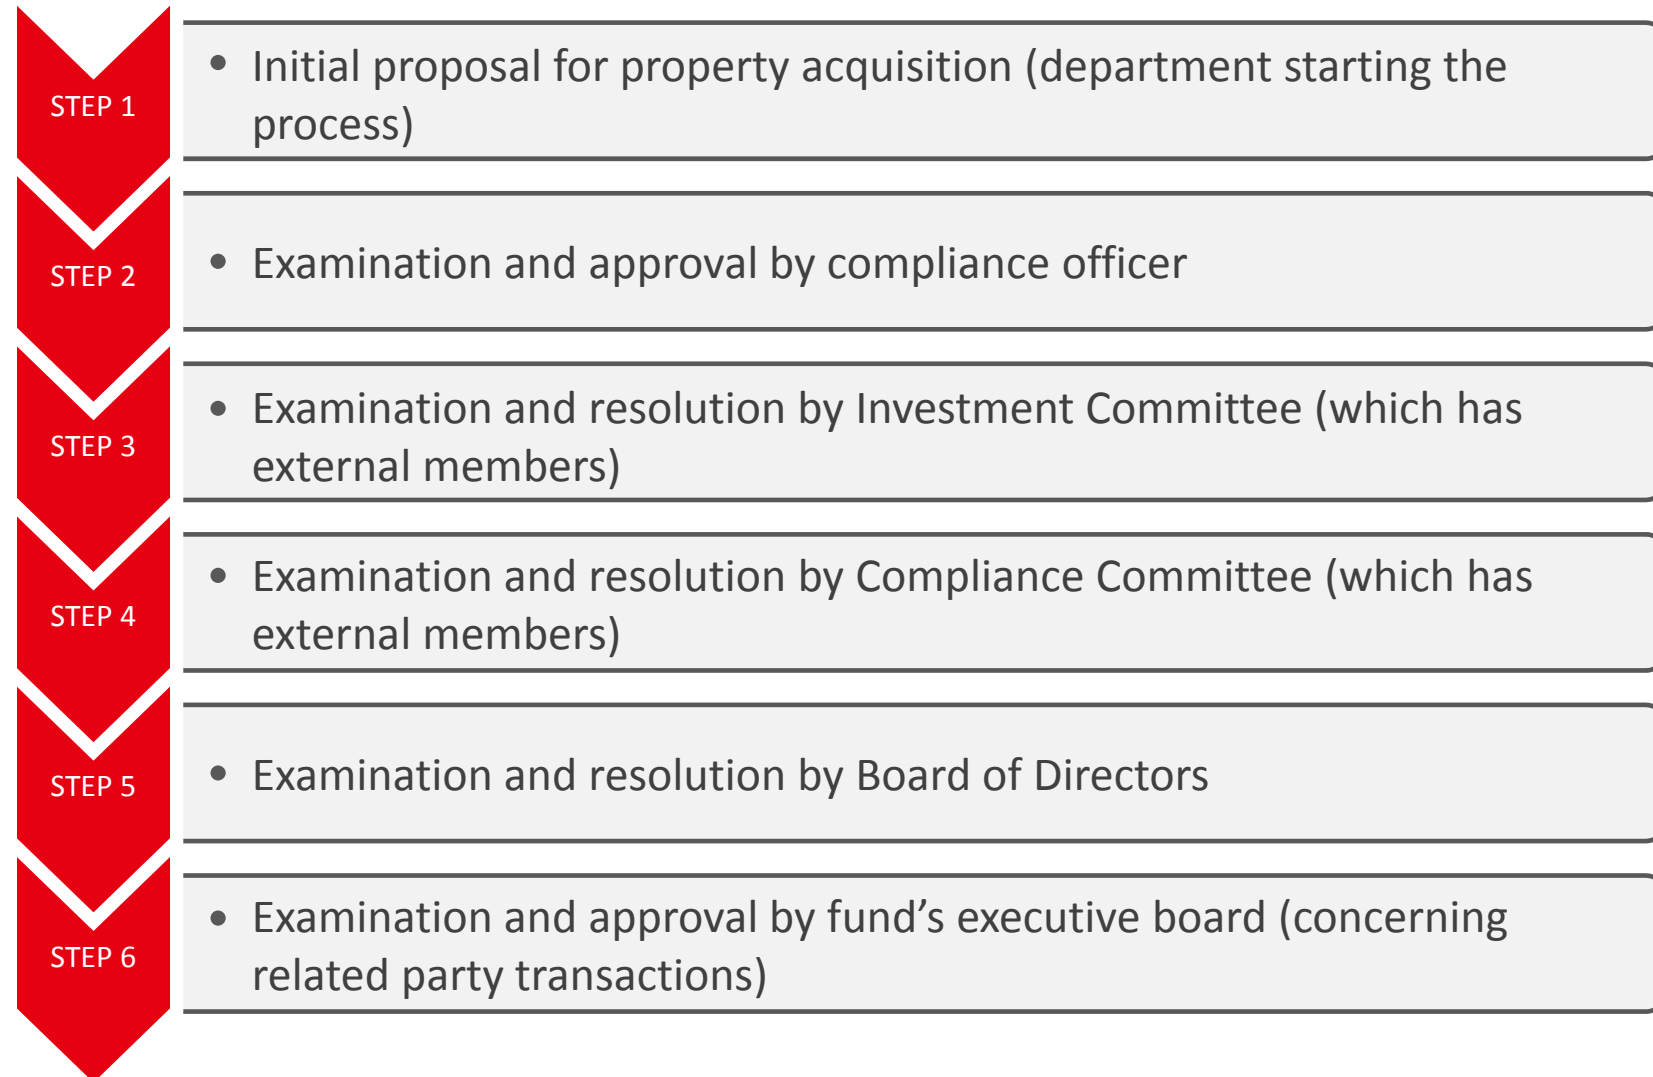 STEP 1
• Initial proposal for property acquisition (department starting the
process)
STEP 2
• Examination and approval by compliance officer
STEP 3
• Examination and resolution by Investment Committee (which has
external members)
STEP 4
• Examination and resolution by Compliance Committee (which has
external members)
STEP 5
• Examination and resolution by Board of Directors
STEP 6
• Examination and approval by fund’s executive board (concerning
related party transactions)